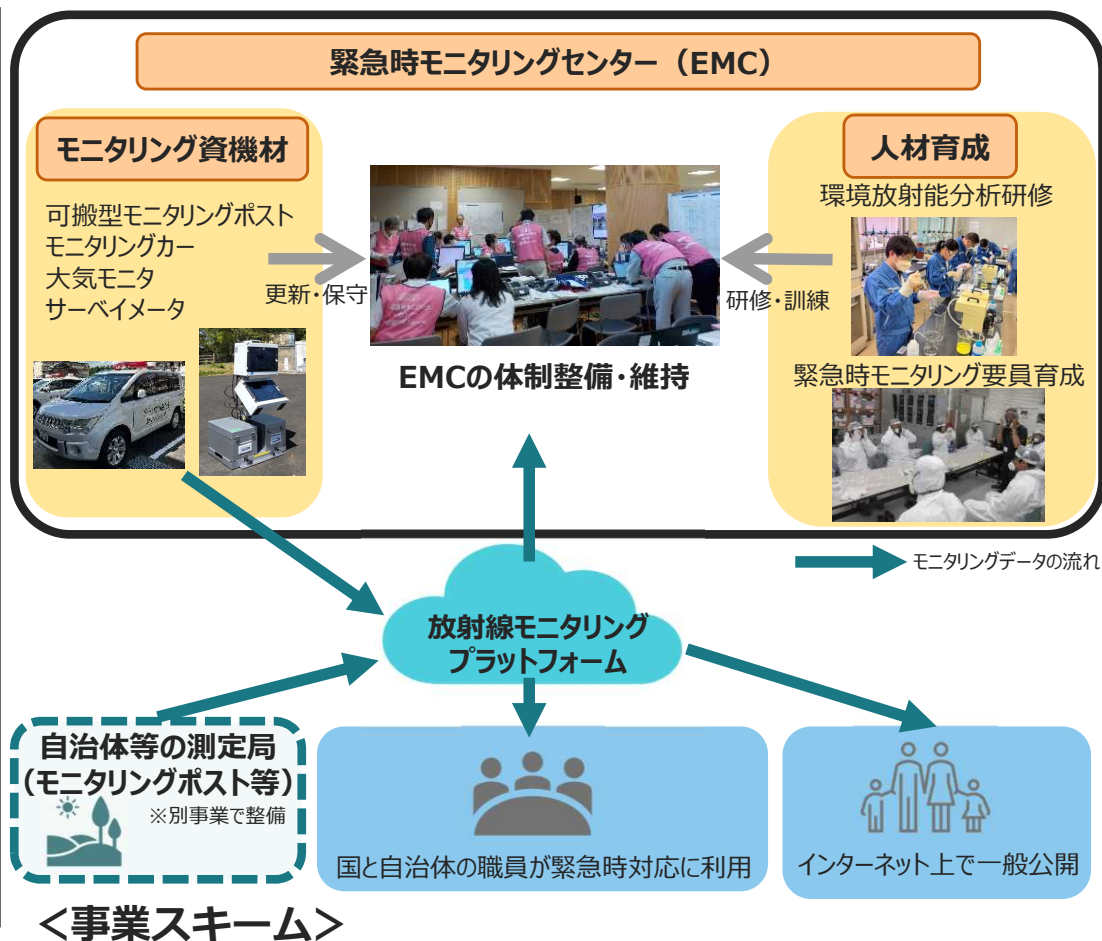 緊急時モニタリングセンター（EMC）
モニタリング資機材
可搬型モニタリングポスト
モニタリングカー
大気モニタ
サーベイメータ
更新・保守
EMCの体制整備・維持
人材育成
環境放射能分析研修
研修・訓練
緊急時モニタリング要員育成
モニタリングデータの流れ
放射線モニタリング
プラットフォーム
自治体等の測定局
（モニタリングポスト等）
※別事業で整備
国と自治体の職員が緊急時対応に利用
インターネット上で一般公開
＜事業スキーム＞